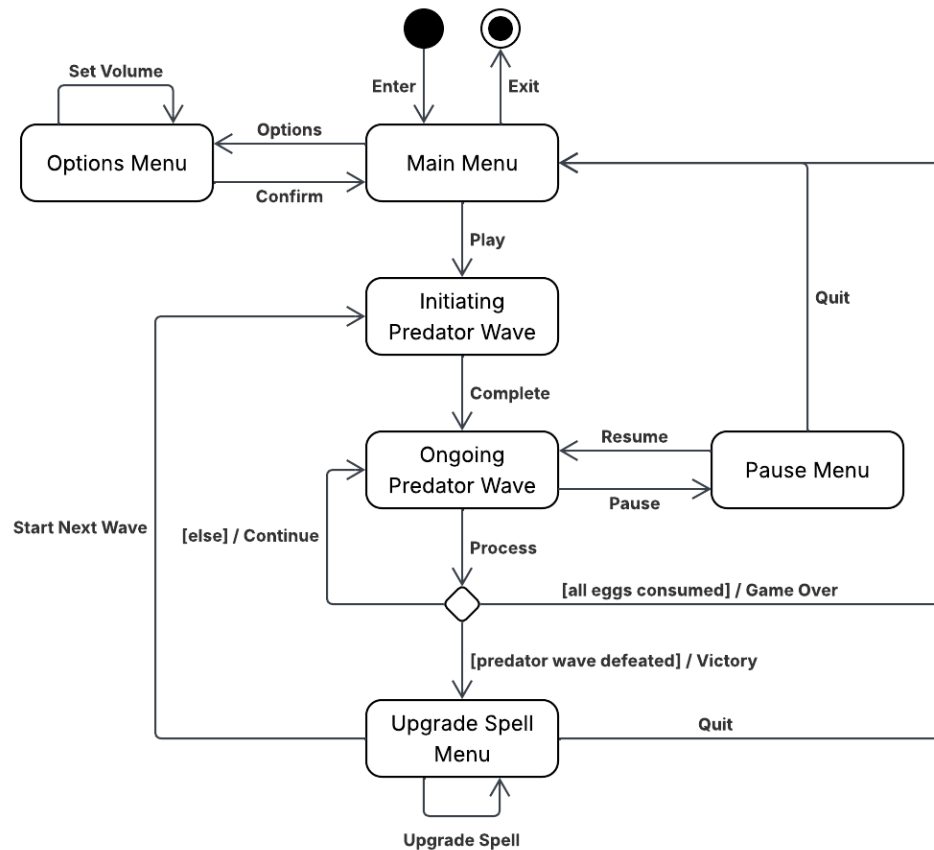 Set Volume
Enter
Exit
Options Menu
Options
Main Menu
Confirm
Play
Initiating
Predator Wave
Quit
Complete
Ongoing
Predator Wave
Resume
Pause Menu
Pause
Start Next Wave
[else] / Continue
Process
[all eggs consumed] / Game Over
[predator wave defeated] / Victory
Upgrade Spell
Menu
Quit
Upgrade Spell